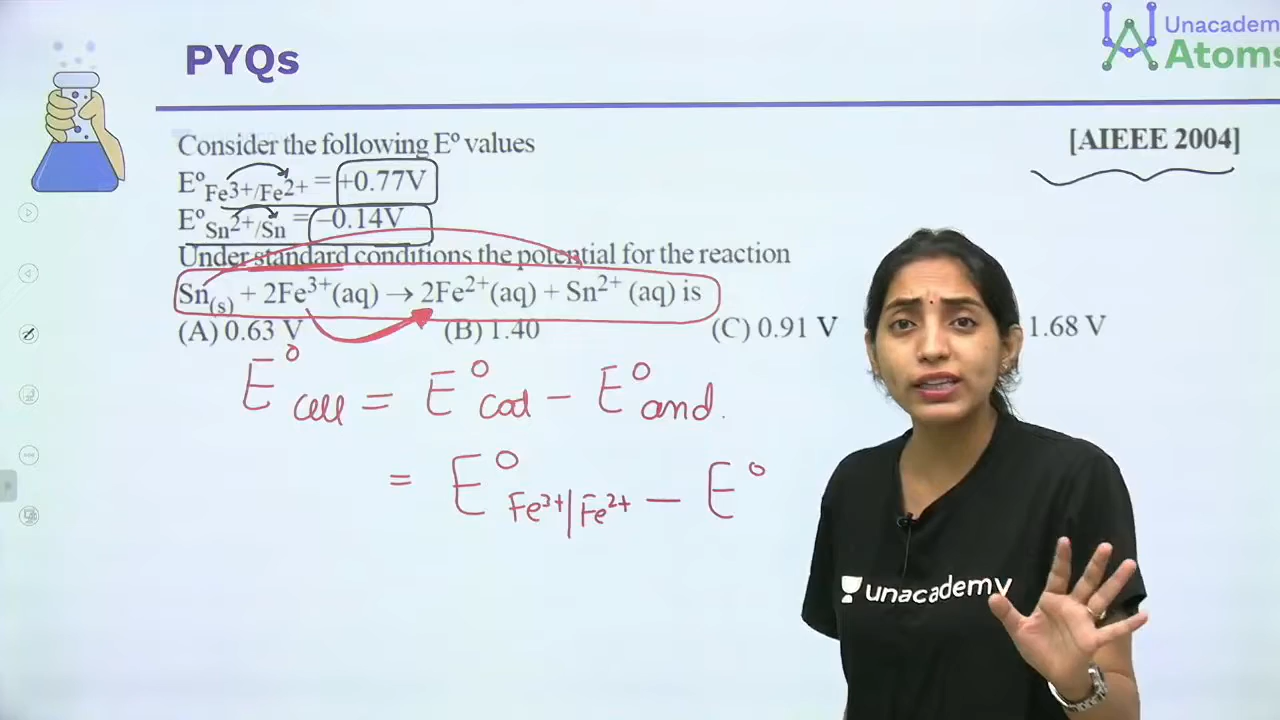 PYQs
Unacadem
Atoms
Consider the following E° values
[AIEEE 2004]
E°Fe3+/Fe2+ = +0.77V
E°Sn2+/Sn = −0.14V
Under standard conditions the potential for the reaction
Sn(s) + 2Fe3+(aq) → 2Fe2+(aq) + Sn2+ (aq) is
(A) 0.63 V (B) 1.40 (C) 0.91 V 1.68 V
E° cell = E° cat − E° and.
= E° Fe3+|Fe2+ − E°
unacademy